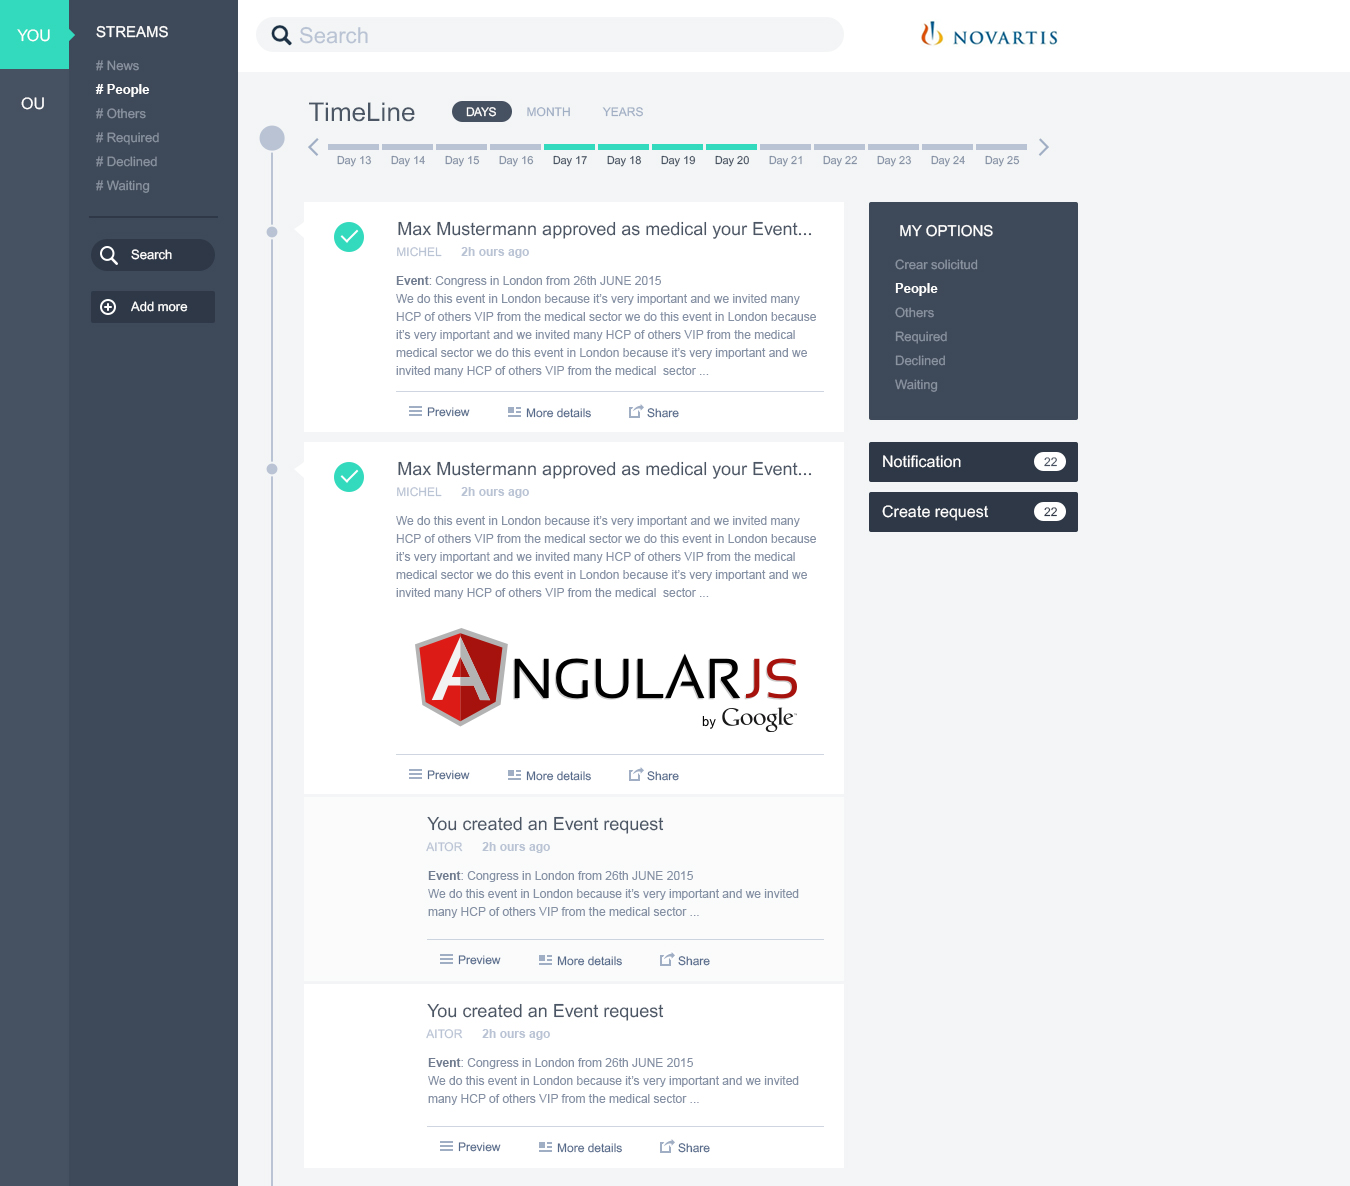 YOU
OU
STREAMS
# News
# People
# Others
# Required
# Declined
# Waiting
Search
Add more
Search
NOVARTIS
TimeLine
DAYS MONTH YEARS
Day 13 Day 14 Day 15 Day 16 Day 17 Day 18 Day 19 Day 20 Day 21 Day 22 Day 23 Day 24 Day 25
Max Mustermann approved as medical your Event...
MICHEL 2h ours ago
Event: Congress in London from 26th JUNE 2015
We do this event in London because it's very important and we invited many
HCP of others VIP from the medical sector we do this event in London because
it's very important and we invited many HCP of others VIP from the medical
medical sector we do this event in London because it's very important and we
invited many HCP of others VIP from the medical sector ...
Preview More details Share
Max Mustermann approved as medical your Event...
MICHEL 2h ours ago
We do this event in London because it's very important and we invited many
HCP of others VIP from the medical sector we do this event in London because
it's very important and we invited many HCP of others VIP from the medical
medical sector we do this event in London because it's very important and we
invited many HCP of others VIP from the medical sector ...
ANGULARJS
by Google™
Preview More details Share
You created an Event request
AITOR 2h ours ago
Event: Congress in London from 26th JUNE 2015
We do this event in London because it's very important and we invited
many HCP of others VIP from the medical sector ...
Preview More details Share
You created an Event request
AITOR 2h ours ago
Event: Congress in London from 26th JUNE 2015
We do this event in London because it's very important and we invited
many HCP of others VIP from the medical sector ...
Preview More details Share
MY OPTIONS
Crear solicitud
People
Others
Required
Declined
Waiting
Notification 22
Create request 22